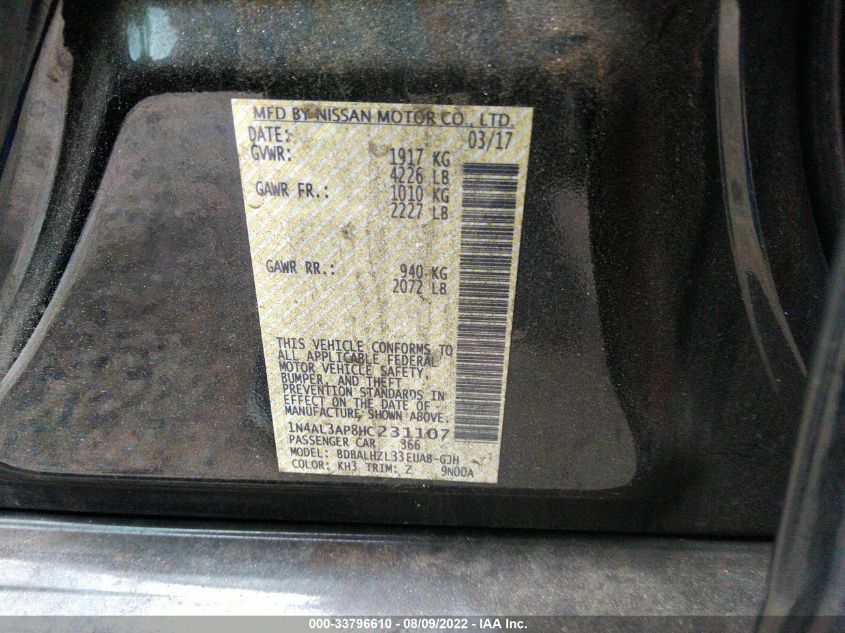 MFD BY NISSAN MOTOR CO., LTD.
DATE: 03/17
GVWR: 1917 KG
4226 LB
GAWR FR.: 1010 KG
2227 LB
GAWR RR.: 940 KG
2072 LB
THIS VEHICLE CONFORMS TO
ALL APPLICABLE FEDERAL
MOTOR VEHICLE SAFETY,
BUMPER, AND THEFT
PREVENTION STANDARDS IN
EFFECT ON THE DATE OF
MANUFACTURE SHOWN ABOVE.
1N4AL3AP8HC231107
PASSENGER CAR 366
MODEL: BDBALHZL33EUAB-GJH
COLOR: KH3 TRIM: Z 9N00A
000-33796610 - 08/09/2022 - IAA Inc.